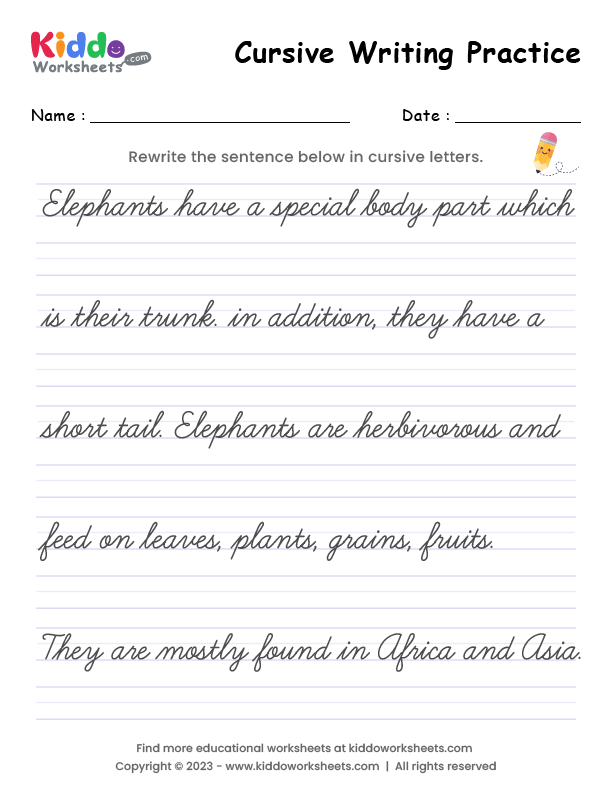 Kiddo
Worksheets .com
Cursive Writing Practice
Name : Date :
Rewrite the sentence below in cursive letters.
Elephants have a special body part which
is their trunk. in addition, they have a
short tail. Elephants are herbivorous and
feed on leaves, plants, grains, fruits.
They are mostly found in Africa and Asia.
Find more educational worksheets at kiddoworksheets.com
Copyright © 2023 - www.kiddoworksheets.com | All rights reserved